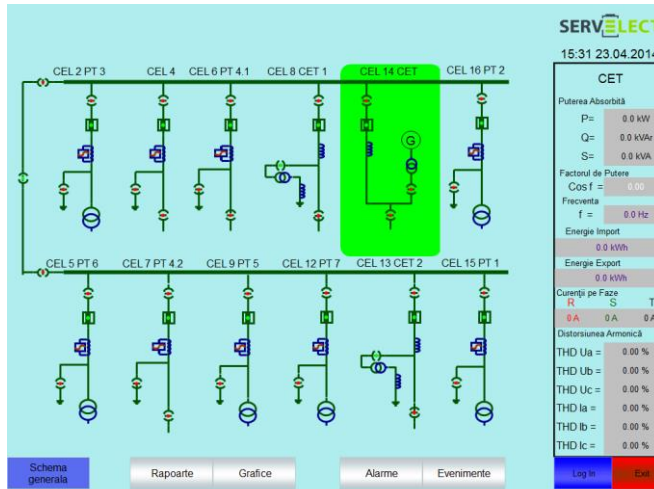 SERVELECT
15:31 23.04.2014
CEL 2 PT 3 CEL 4 CEL 6 PT 4.1 CEL 8 CET 1 CEL 14 CET CEL 16 PT 2
G
CEL 5 PT 6 CEL 7 PT 4.2 CEL 9 PT 5 CEL 12 PT 7 CEL 13 CET 2 CEL 15 PT 1
CET
Puterea Absorbită
P= 0.0 kW
Q= 0.0 kVAr
S= 0.0 kVA
Factorul de Putere
Cos f = 0.00
Frecventa
f = 0.0 Hz
Energie Import
0.0 kWh
Energie Export
0.0 kWh
Curenţii pe Faze
R S T
0 A 0 A 0 A
Distorsiunea Armonică
THD Ua = 0.00 %
THD Ub = 0.00 %
THD Uc = 0.00 %
THD Ia = 0.00 %
THD Ib = 0.00 %
THD Ic = 0.00 %
Schema
generala
Rapoarte Grafice Alarme Evenimente Log In Exit